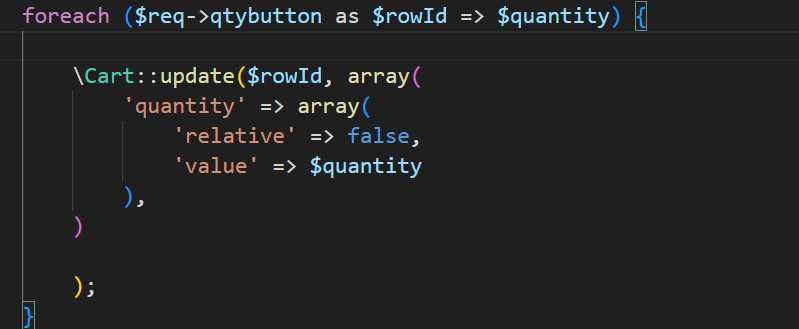 foreach ($req->qtybutton as $rowId => $quantity) {
\Cart::update($rowId, array(
'quantity' => array(
'relative' => false,
'value' => $quantity
),
)
);
}